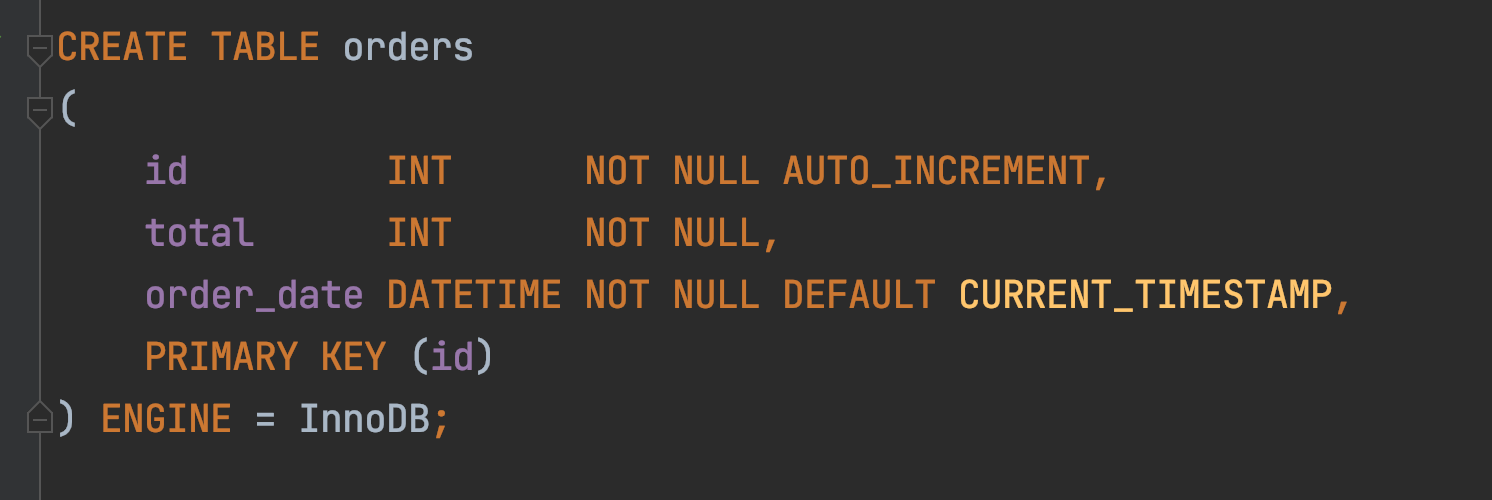 CREATE TABLE orders
(
    id         INT      NOT NULL AUTO_INCREMENT,
    total      INT      NOT NULL,
    order_date DATETIME NOT NULL DEFAULT CURRENT_TIMESTAMP,
    PRIMARY KEY (id)
) ENGINE = InnoDB;